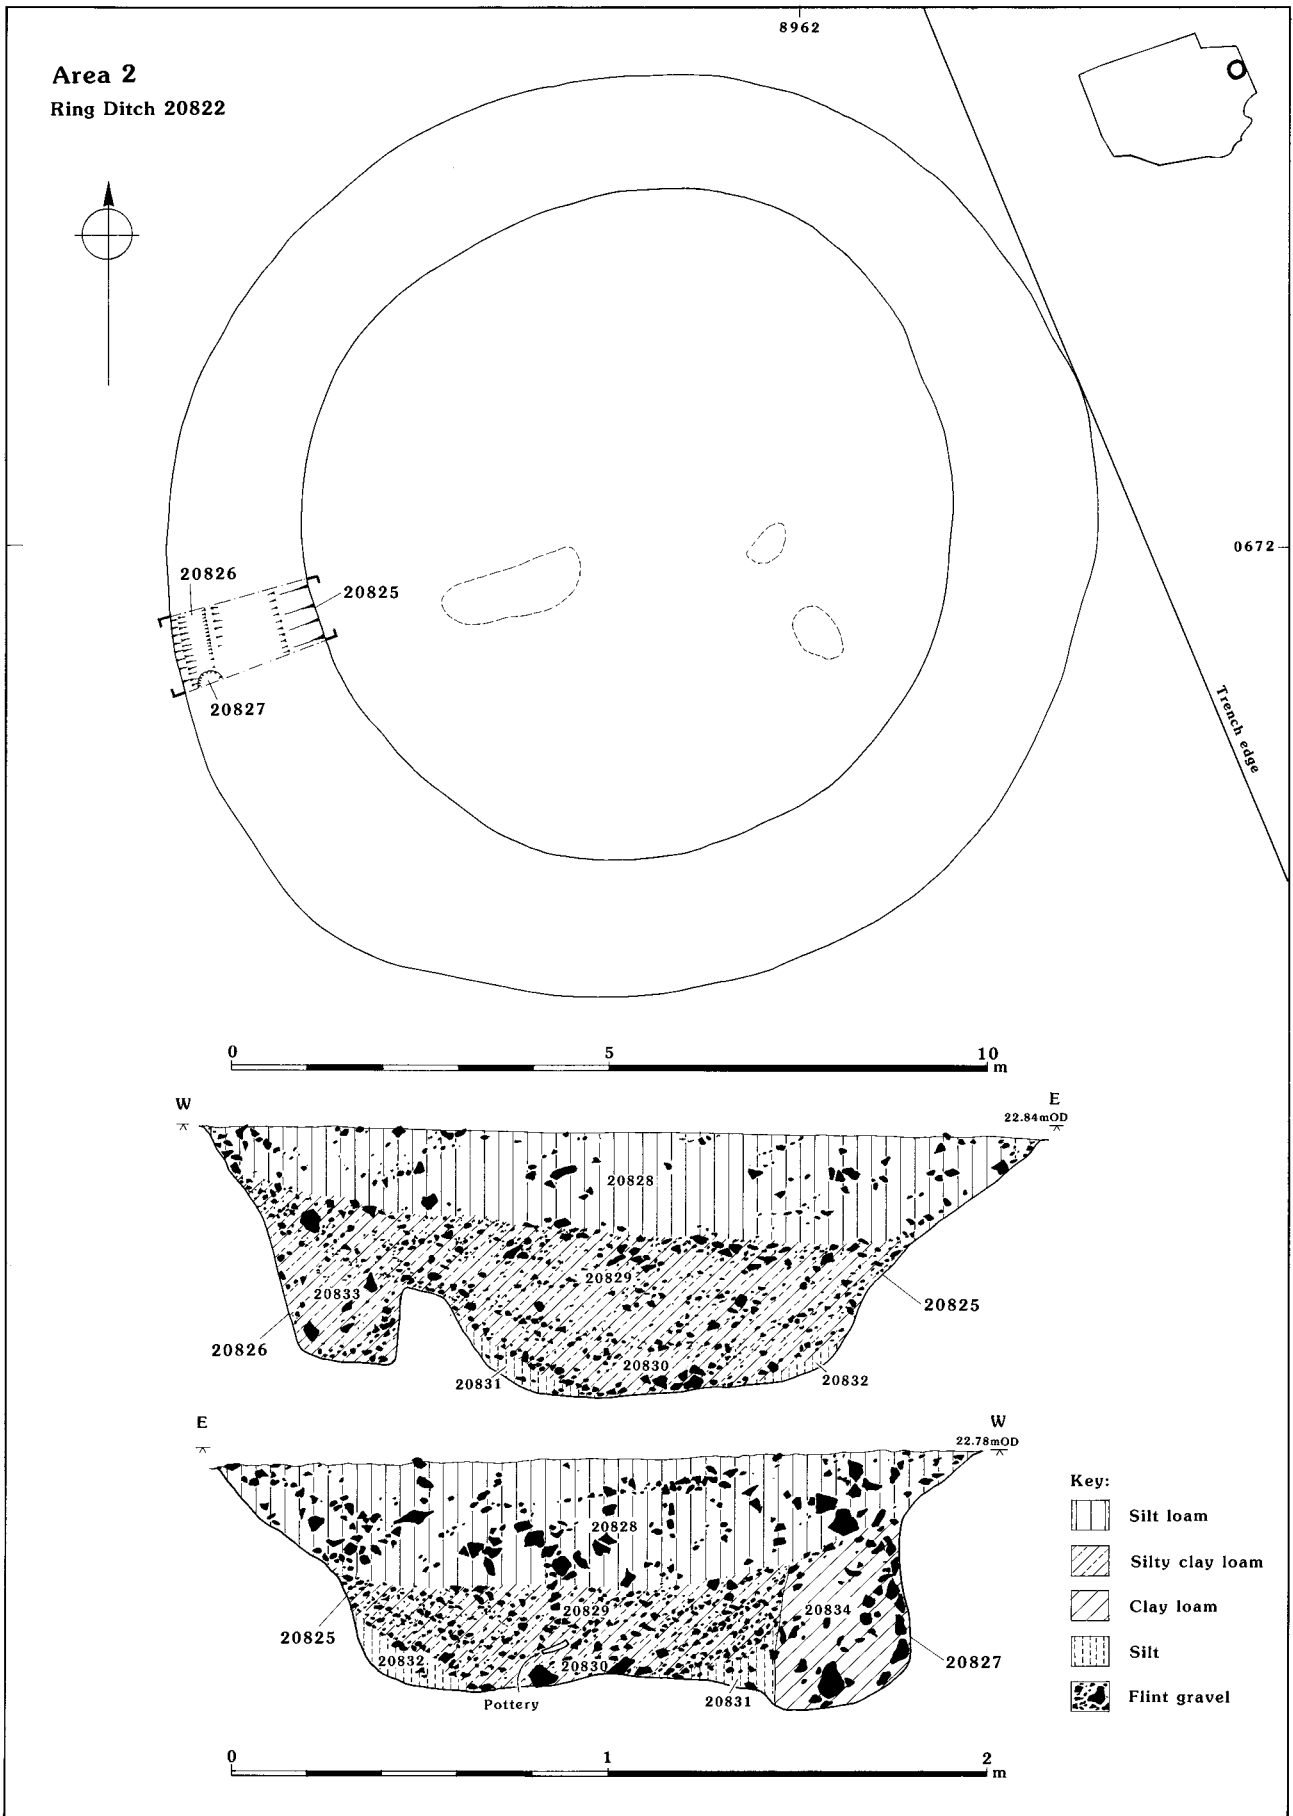 8962
Area 2
Ring Ditch 20822
0672
20826
20825
20827
Trench edge
0 5 10
m
W E
22.84mOD
20828
20829
20833
20825
20826
20830
20831 20832
E W
22.78mOD
20828
20829
20834
20825
20832
20830
20827
20831
Pottery
Key:
Silt loam
Silty clay loam
Clay loam
Silt
Flint gravel
0 1 2
m